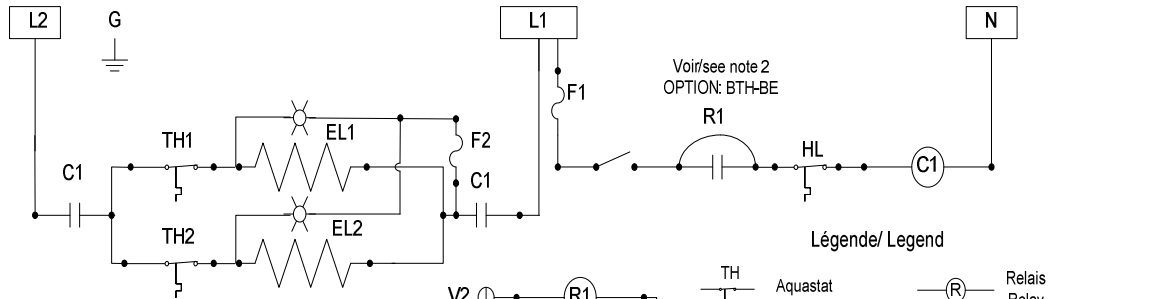 L2
G
L1
N
Voir/see note 2
OPTION: BTH-BE
F1
R1
EL1
TH1
F2
HL
C1
C1
C1
EL2
TH2
Légende/ Legend
TH
Aquastat
R
Relais
Relay
V2
R1